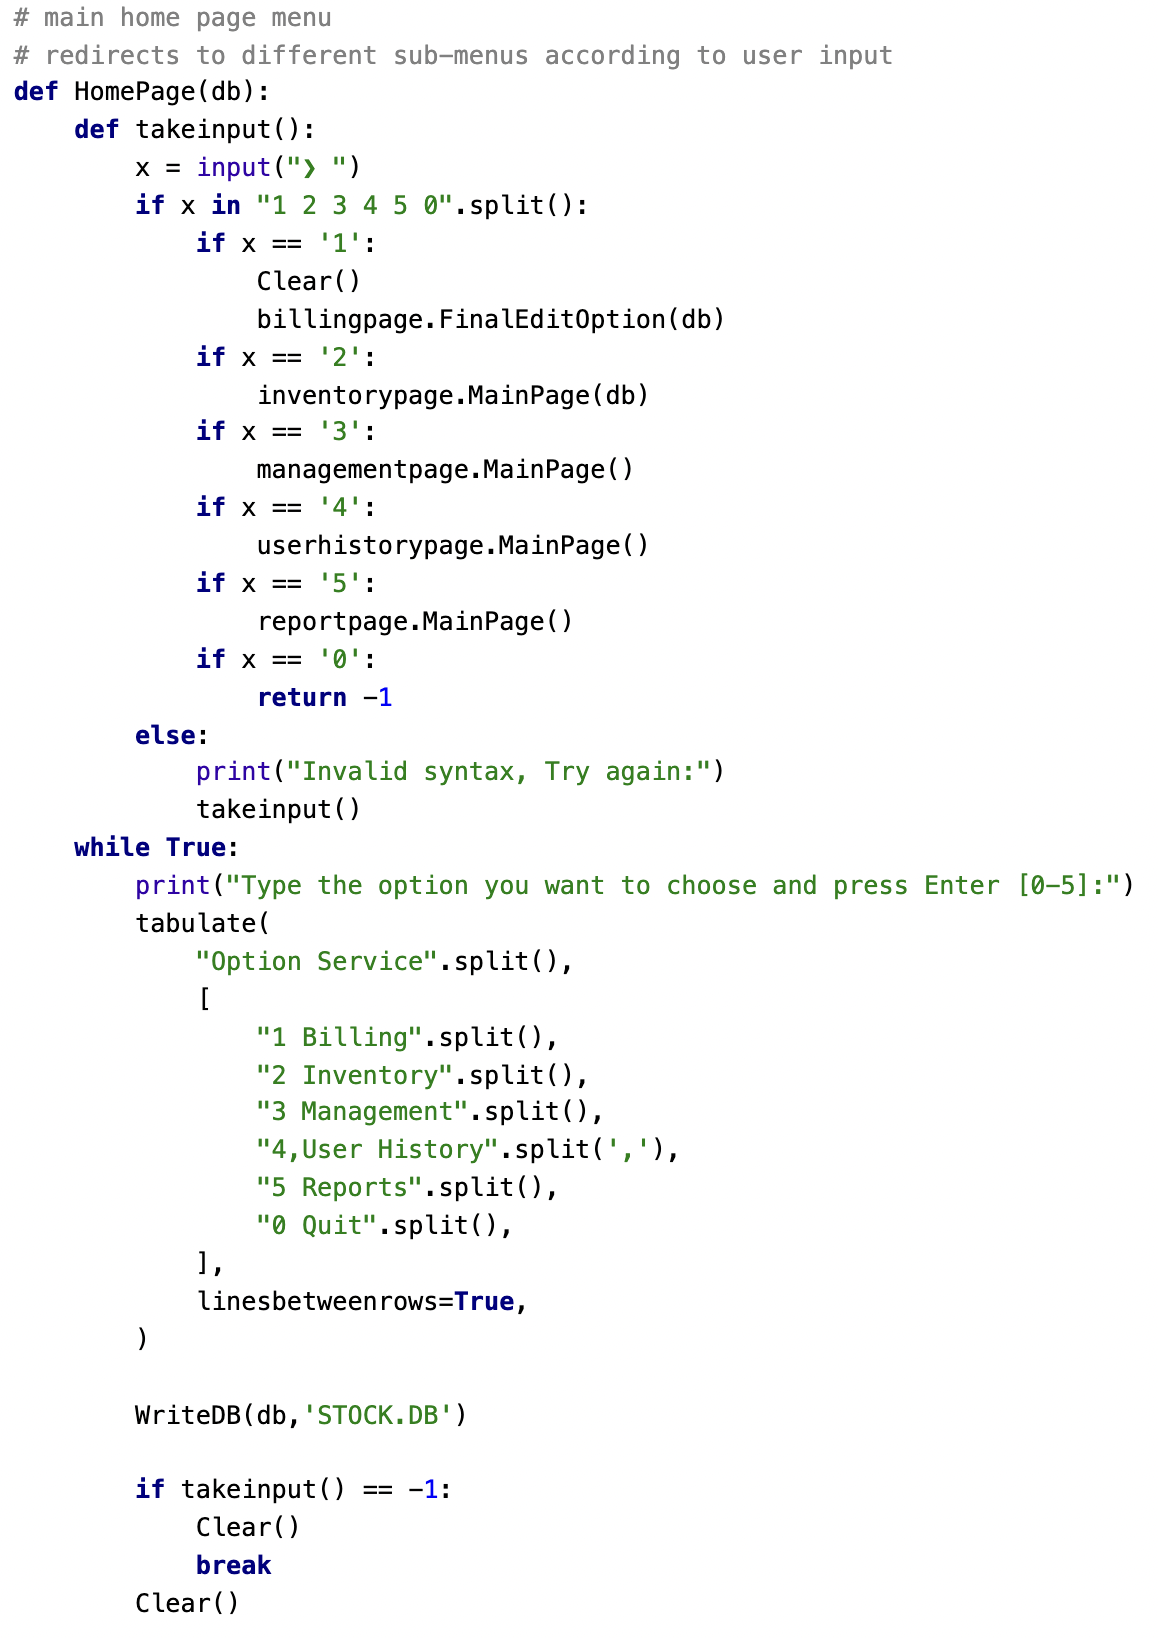 # main home page menu
# redirects to different sub-menus according to user input
def HomePage(db):
    def takeinput():
        x = input("❯ ")
        if x in "1 2 3 4 5 0".split():
            if x == '1':
                Clear()
                billingpage.FinalEditOption(db)
            if x == '2':
                inventorypage.MainPage(db)
            if x == '3':
                managementpage.MainPage()
            if x == '4':
                userhistorypage.MainPage()
            if x == '5':
                reportpage.MainPage()
            if x == '0':
                return -1
        else:
            print("Invalid syntax, Try again:")
            takeinput()
    while True:
        print("Type the option you want to choose and press Enter [0-5]:")
        tabulate(
            "Option Service".split(),
            [
                "1 Billing".split(),
                "2 Inventory".split(),
                "3 Management".split(),
                "4,User History".split(','),
                "5 Reports".split(),
                "0 Quit".split(),
            ],
            linesbetweenrows=True,
        )

        WriteDB(db,'STOCK.DB')

        if takeinput() == -1:
            Clear()
            break
        Clear()